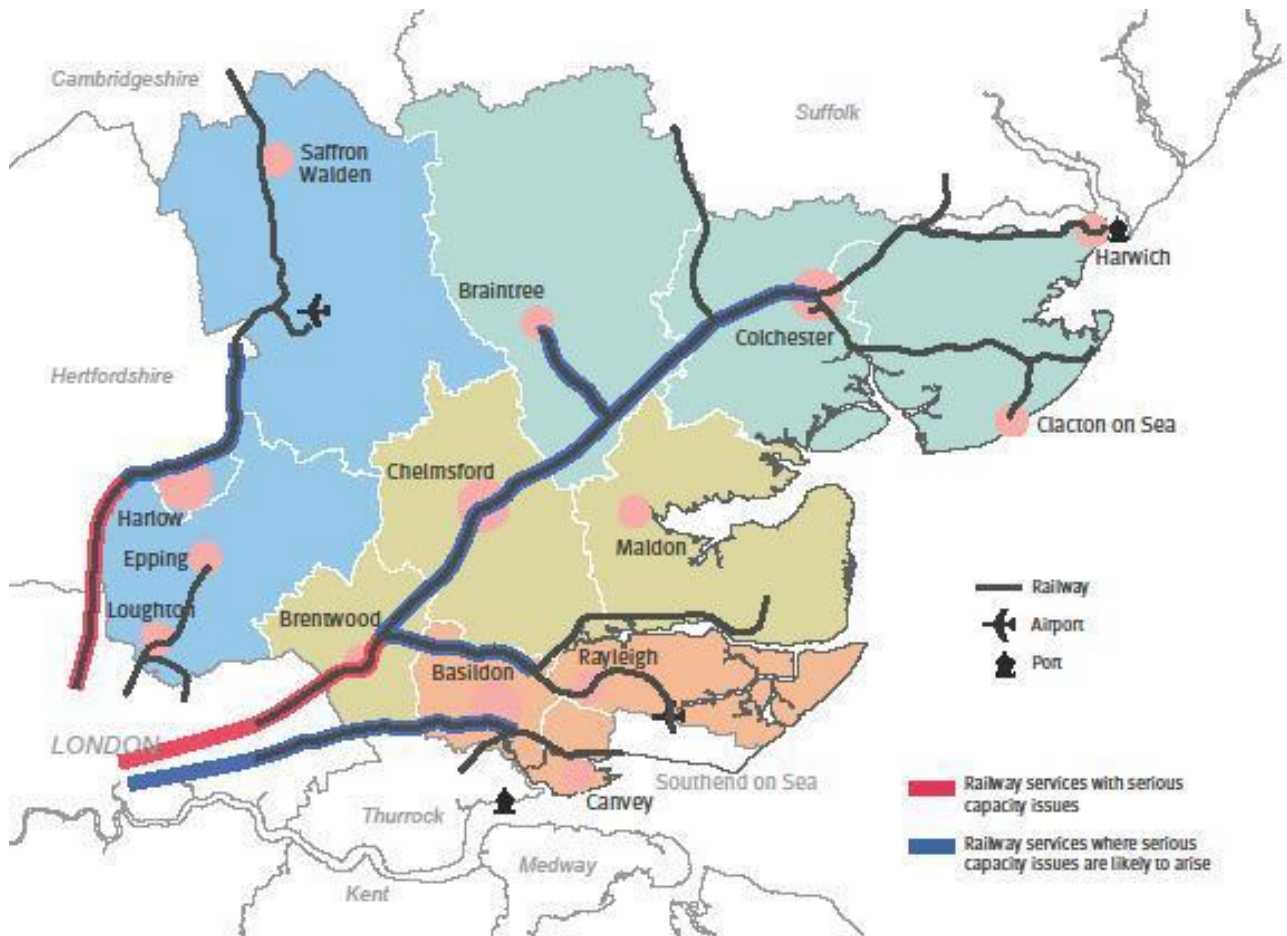 Cambridgeshire
Suffolk
Saffron
Walden
Harwich
Braintree
Colchester
Hertfordshire
Clacton on Sea
Chelmsford
Harlow
Maldon
Epping
Loughton
Brentwood
Railway
Airport
Port
Rayleigh
Basildon
LONDON
Southend on Sea
Canvey
Thurrock
Medway
Kent
Railway services with serious
capacity issues
Railway services where serious
capacity issues are likely to arise